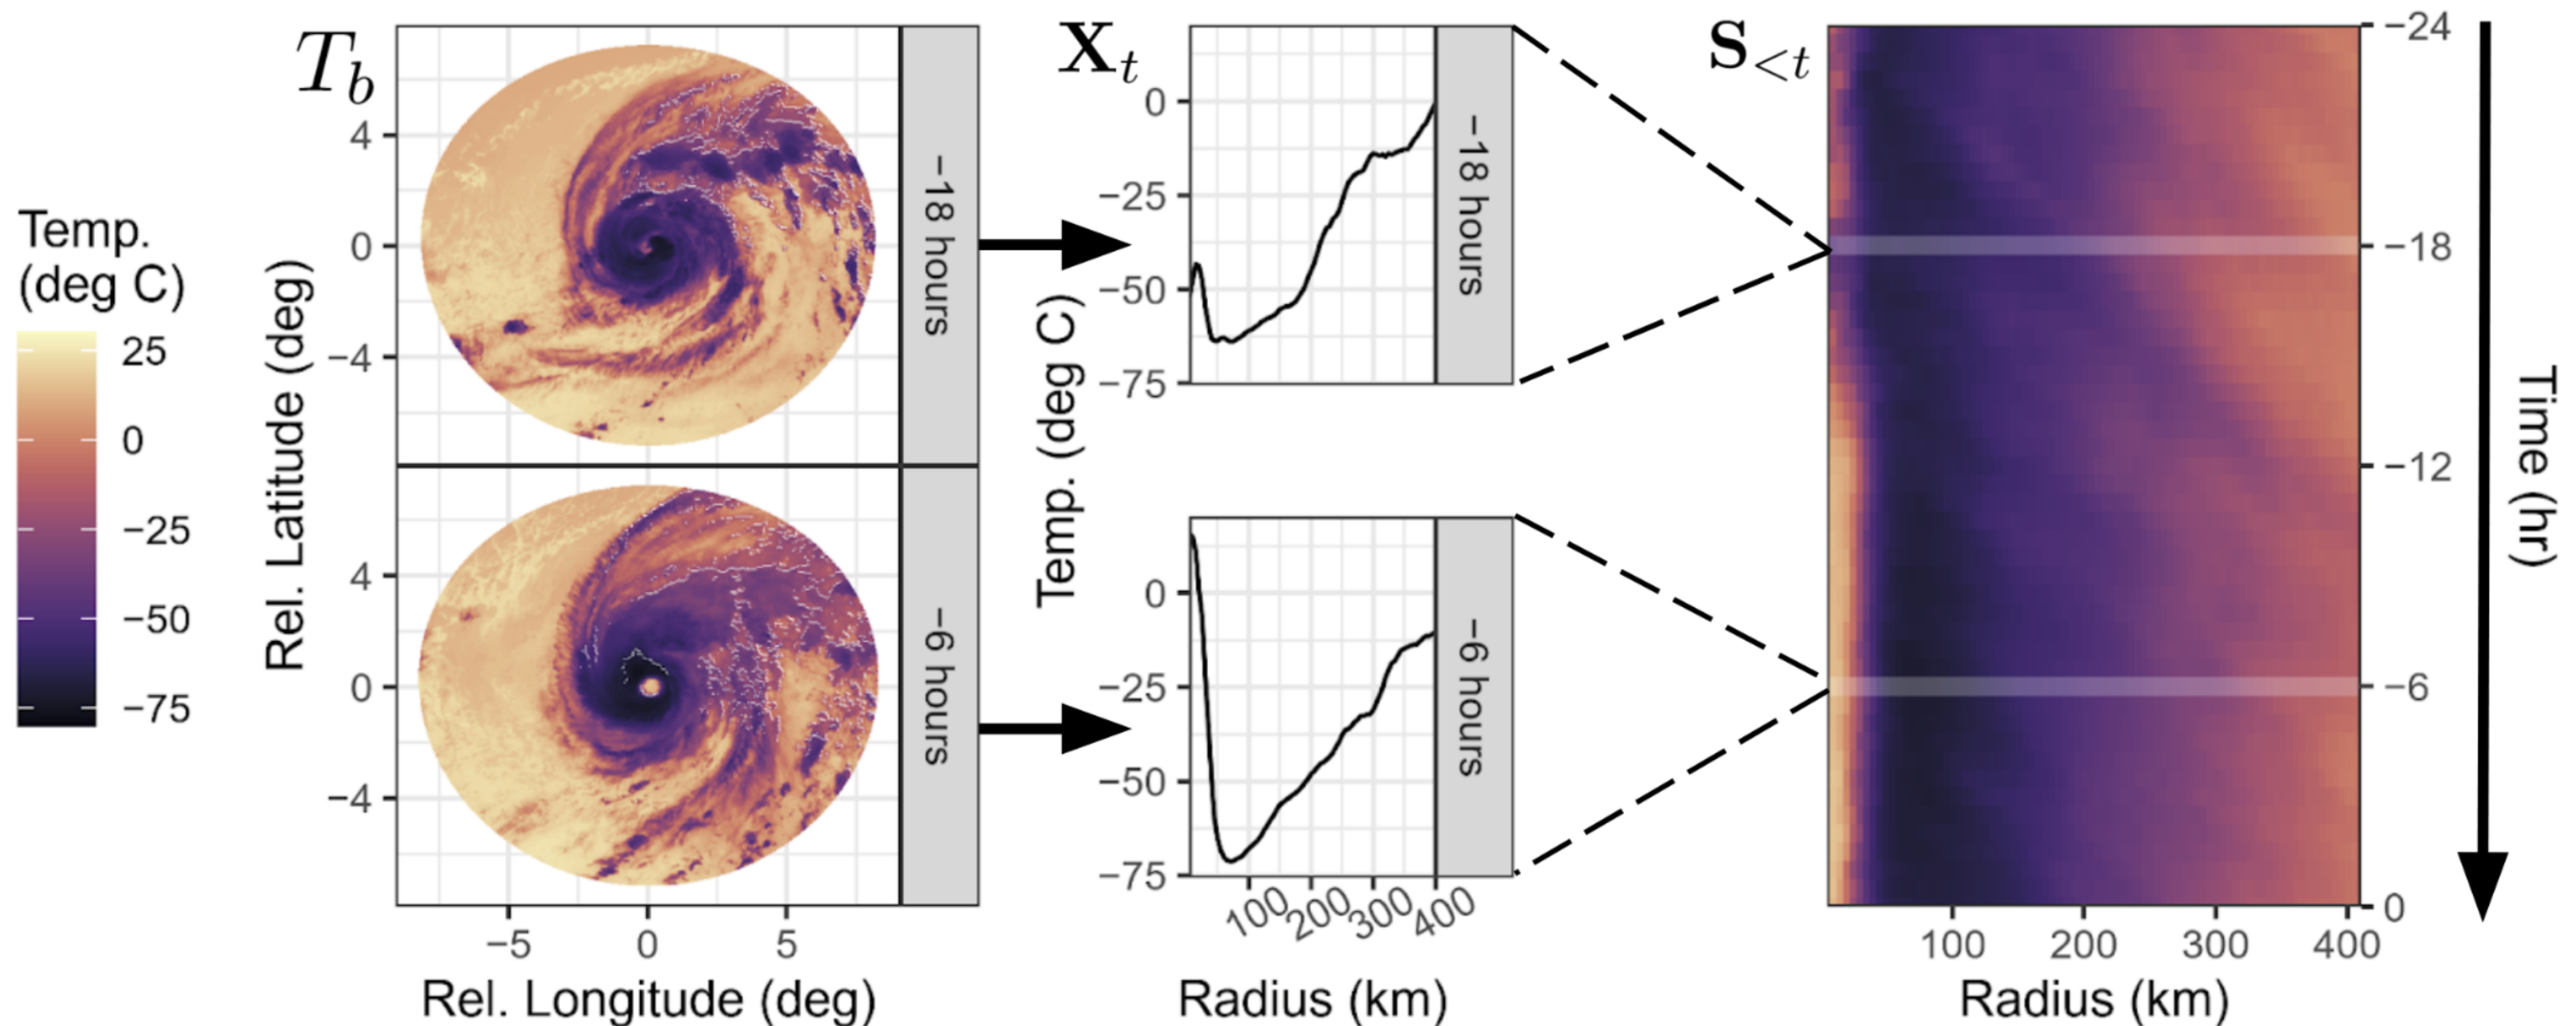 Temp.
(deg C)
25
0
−25
−50
−75
T_b
Rel. Latitude (deg)
4
0
−4
4
0
−4
−18 hours
−6 hours
−5 0 5
Rel. Longitude (deg)
X_t
Temp. (deg C)
0
−25
−50
−75
−18 hours
0
−25
−50
−75
−6 hours
100 200 300 400
Radius (km)
S_{<t}
−24
−18
−12
−6
0
Time (hr)
100 200 300 400
Radius (km)